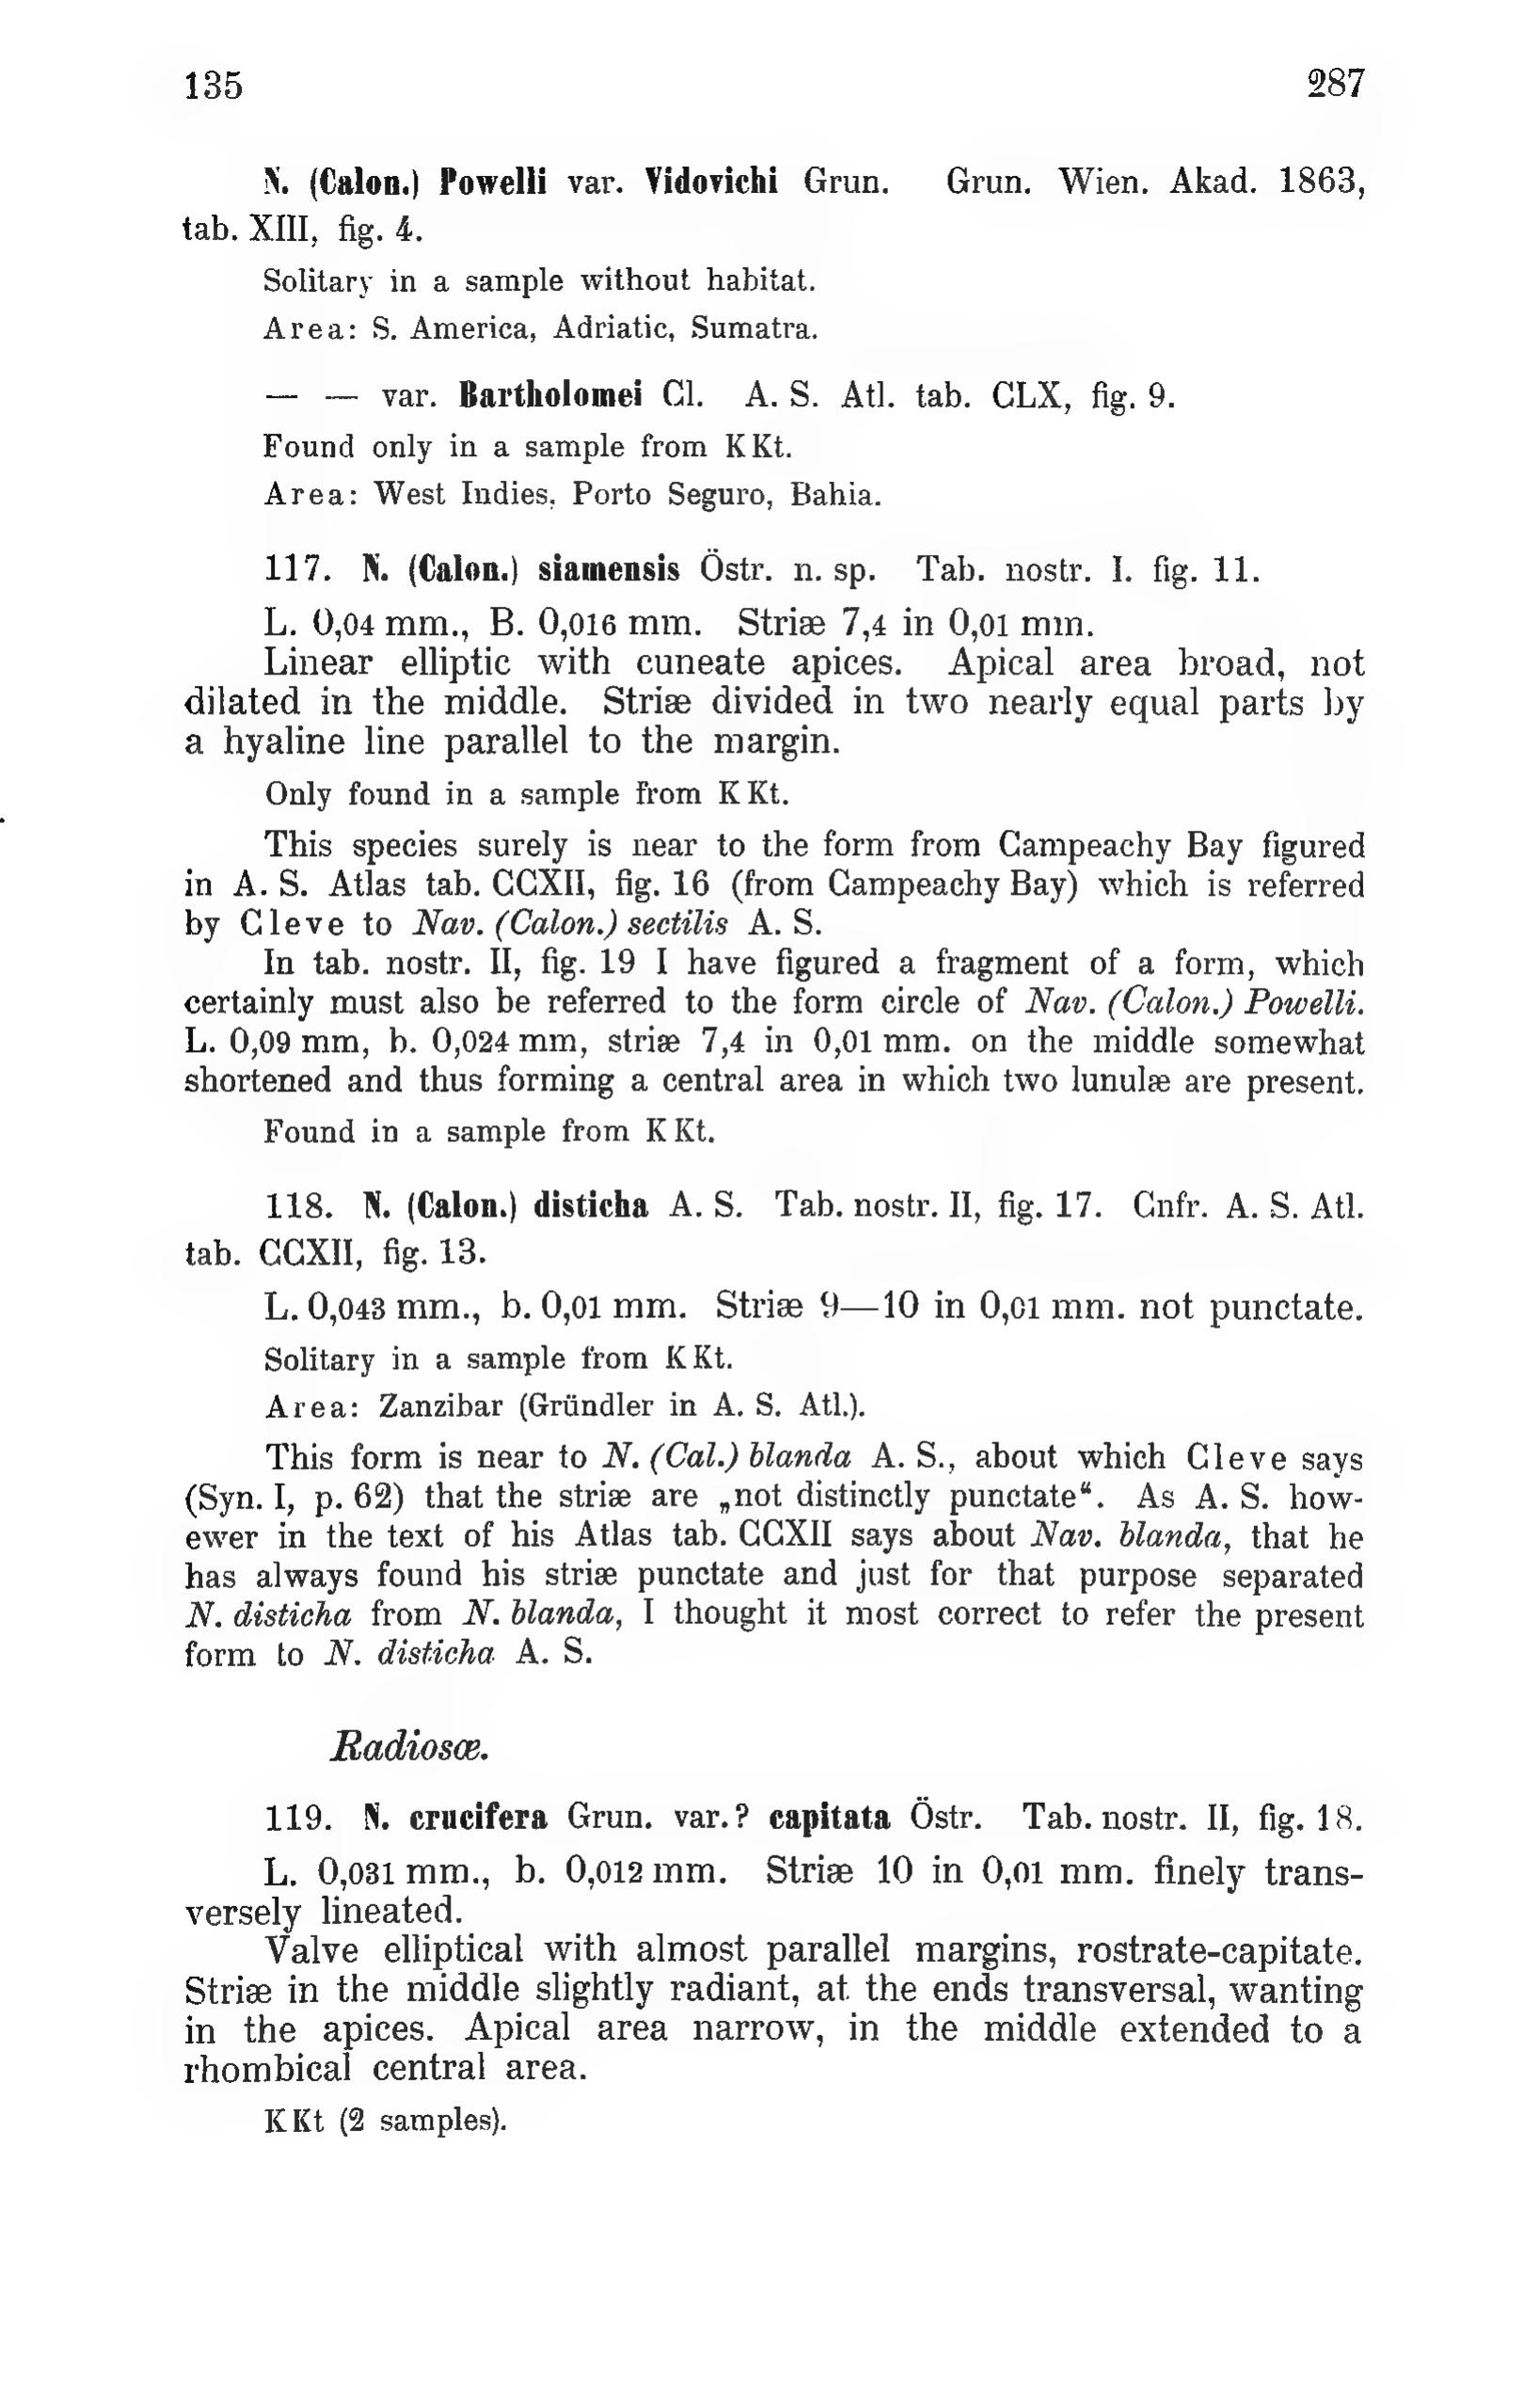 135 287
N. (Calon.) Powelli var. Vidovichi Grun. Grun. Wien. Akad. 1863,
tab. XIII, fig. 4.
Solitary in a sample without habitat.
Area: S. America, Adriatic, Sumatra.
— — var. Bartholomei Cl. A. S. Atl. tab. CLX, fig. 9.
Found only in a sample from K Kt.
Area: West Indies, Porto Seguro, Bahia.
117. N. (Calon.) siamensis Östr. n. sp. Tab. nostr. I. fig. 11.
L. 0,04 mm., B. 0,016 mm. Striæ 7,4 in 0,01 mm.
Linear elliptic with cuneate apices. Apical area broad, not
dilated in the middle. Striæ divided in two nearly equal parts by
a hyaline line parallel to the margin.
Only found in a sample from K Kt.
This species surely is near to the form from Campeachy Bay figured
in A. S. Atlas tab. CCXII, fig. 16 (from Campeachy Bay) which is referred
by Cleve to Nav. (Calon.) sectilis A. S.
In tab. nostr. II, fig. 19 I have figured a fragment of a form, which
certainly must also be referred to the form circle of Nav. (Calon.) Powelli.
L. 0,09 mm, b. 0,024 mm, striæ 7,4 in 0,01 mm. on the middle somewhat
shortened and thus forming a central area in which two lunulæ are present.
Found in a sample from K Kt.
118. N. (Calon.) disticha A. S. Tab. nostr. II, fig. 17. Cnfr. A. S. Atl.
tab. CCXII, fig. 13.
L. 0,043 mm., b. 0,01 mm. Striæ 9—10 in 0,01 mm. not punctate.
Solitary in a sample from K Kt.
Area: Zanzibar (Gründler in A. S. Atl.).
This form is near to N. (Cal.) blanda A. S., about which Cleve says
(Syn. I, p. 62) that the striæ are „not distinctly punctate“. As A. S. how-
ewer in the text of his Atlas tab. CCXII says about Nav. blanda, that he
has always found his striæ punctate and just for that purpose separated
N. disticha from N. blanda, I thought it most correct to refer the present
form to N. disticha A. S.
Radiosæ.
119. N. crucifera Grun. var.? capitata Östr. Tab. nostr. II, fig. 18.
L. 0,031 mm., b. 0,012 mm. Striæ 10 in 0,01 mm. finely trans-
versely lineated.
Valve elliptical with almost parallel margins, rostrate-capitate.
Striæ in the middle slightly radiant, at the ends transversal, wanting
in the apices. Apical area narrow, in the middle extended to a
rhombical central area.
K Kt (2 samples).